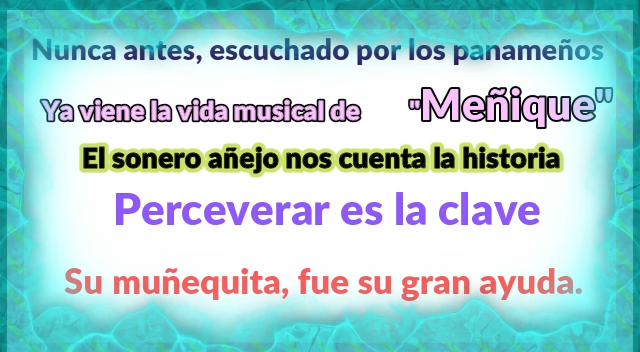 Nunca antes, escuchado por los panameños
Ya viene la vida musical de "Meñique"
El sonero añejo nos cuenta la historia
Perceverar es la clave
Su muñequita, fue su gran ayuda.